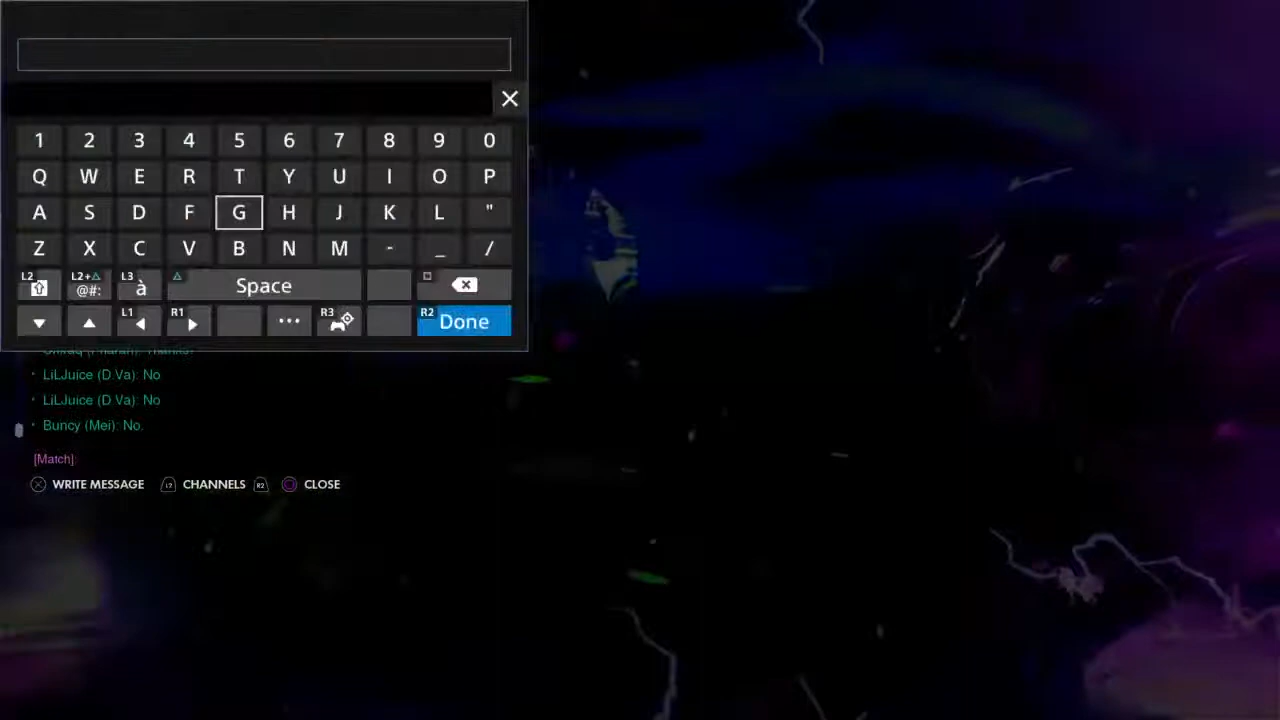 1 2 3 4 5 6 7 8 9 0
Q W E R T Y U I O P
A S D F G H J K L "
Z X C V B N M - _ /
L2 L2+△ @#: L3 à △ Space □
L1 R1 ... R3 R2 Done
LiLJuice (D.Va): No
LiLJuice (D.Va): No
Buncy (Mei): No.
[Match]
WRITE MESSAGE L2 CHANNELS R2 CLOSE